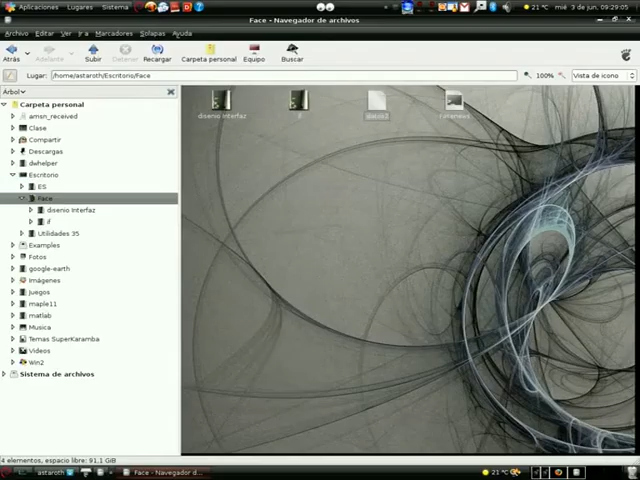 Aplicaciones Lugares Sistema 21 °C mié 3 de jun, 09:29:05
Face - Navegador de archivos
Archivo Editar Ver Ir a Marcadores Solapas Ayuda
Atrás Adelante Subir Detener Recargar Carpeta personal Equipo Buscar
Lugar: /home/astaroth/Escritorio/Face 100% Vista de icono
Árbol
Carpeta personal
amsn_received
Clase
Compartir
Descargas
dwhelper
Escritorio
ES
Face
disenio Interfaz
if
Utilidades 35
Examples
Fotos
google-earth
Imágenes
Juegos
maple11
matlab
Musica
Temas SuperKaramba
Videos
Win2
Sistema de archivos
disenio Interfaz if
4 elementos, espacio libre: 91,1 GiB
astaroth Face - Navegador d... 21 °C